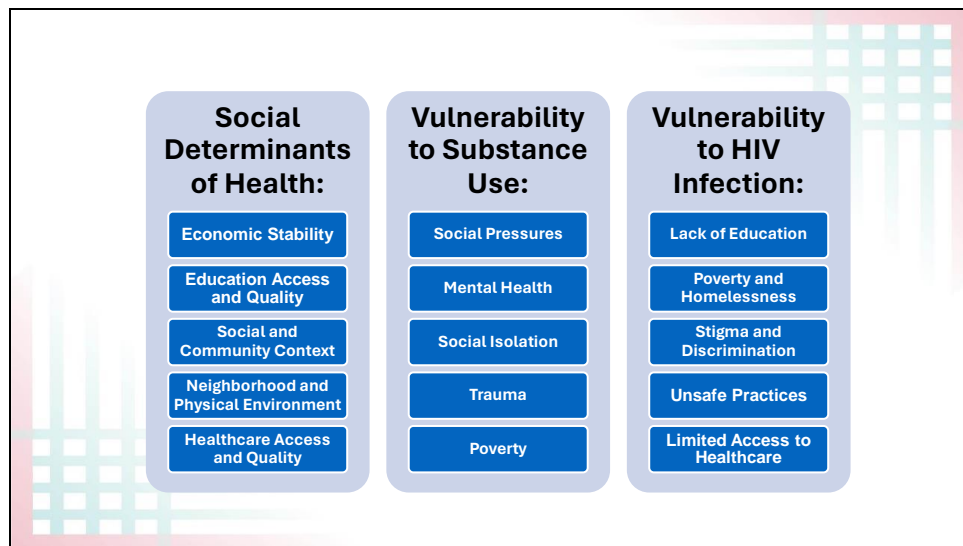 Social
Determinants
of Health:
Economic Stability
Education Access
and Quality
Social and
Community Context
Neighborhood and
Physical Environment
Healthcare Access
and Quality
Vulnerability
to Substance
Use:
Social Pressures
Mental Health
Social Isolation
Trauma
Poverty
Vulnerability
to HIV
Infection:
Lack of Education
Poverty and
Homelessness
Stigma and
Discrimination
Unsafe Practices
Limited Access to
Healthcare